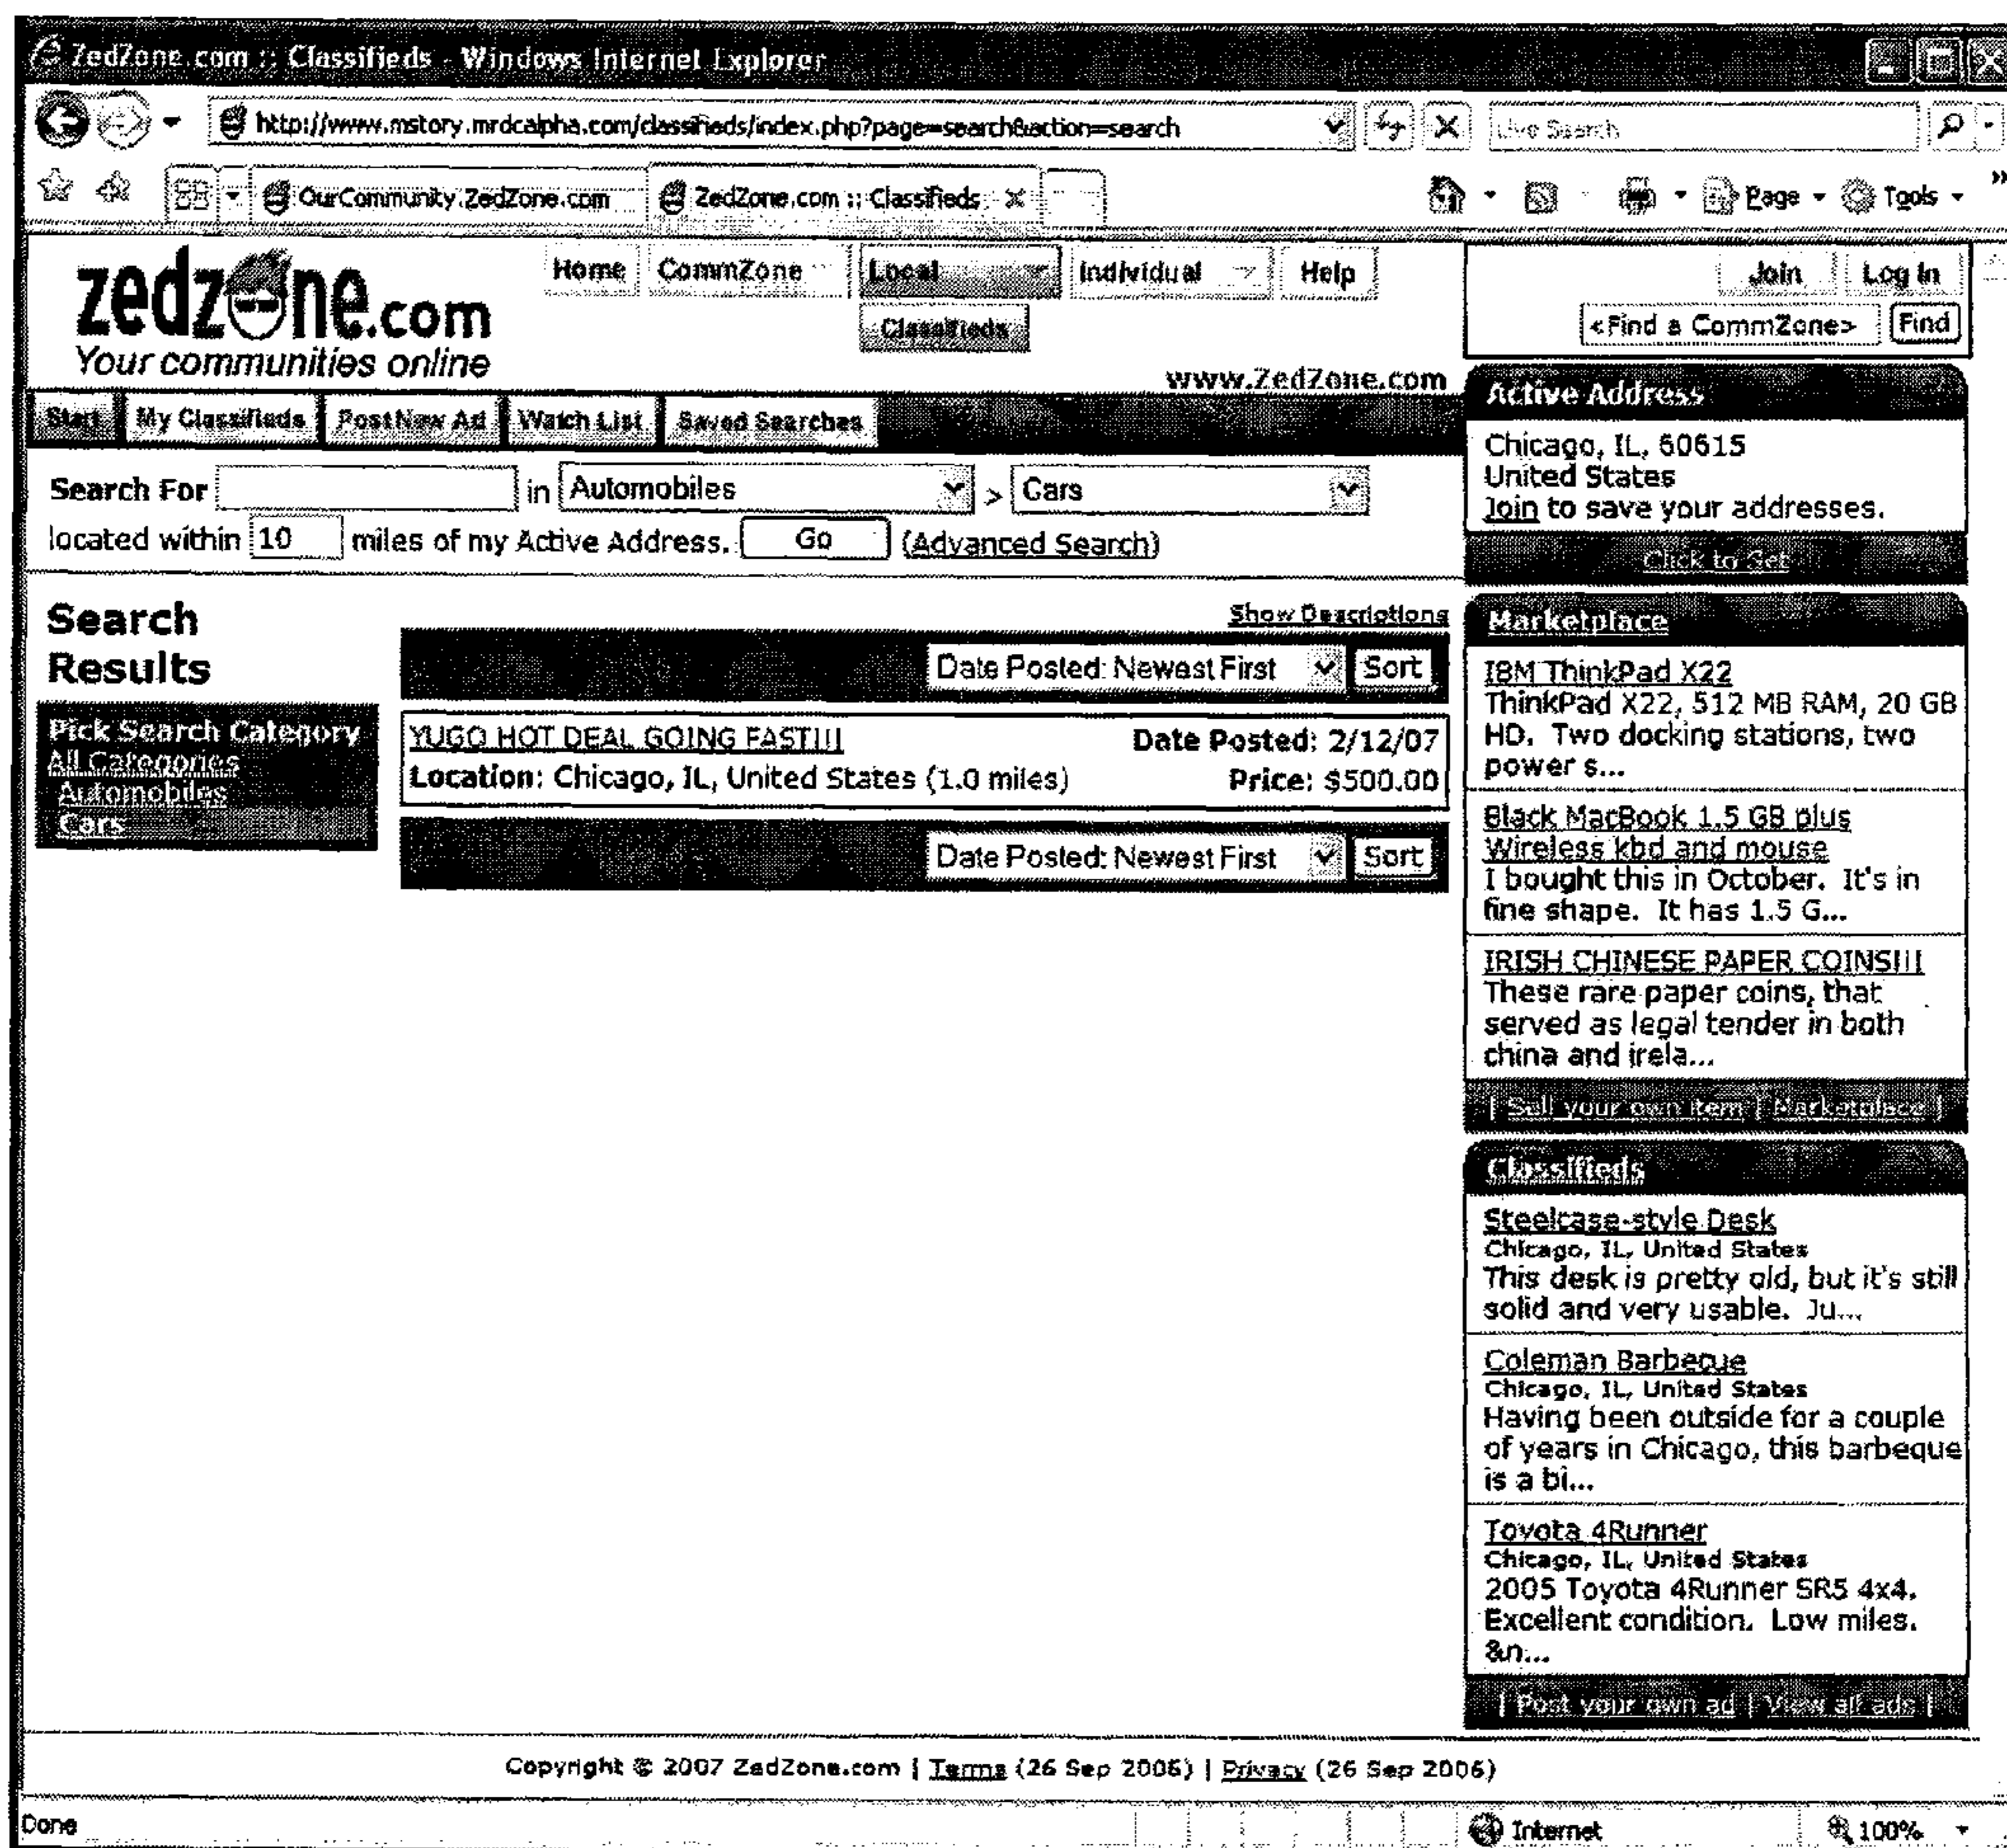 ZedZone.com :: Classifieds - Windows Internet Explorer
http://www.mstory.mrdcalpha.com/classifieds/index.php?page=search&action=search
Live Search
OurCommunity.ZedZone.com
ZedZone.com :: Classifieds
Page
Tools
zedzone.com
Your communities online
Home
CommZone
Local
Individual
Help
Classifieds
www.ZedZone.com
Join
Log In
<Find a CommZone>
Find
Start
My Classifieds
Post New Ad
Watch List
Saved Searches
Search For in Automobiles > Cars
located within 10 miles of my Active Address. Go (Advanced Search)
Active Address
Chicago, IL, 60615
United States
Join to save your addresses.
Click to Set
Search
Results
Pick Search Category
All Categories
Automobiles
Cars
Show Descriptions
Date Posted: Newest First Sort
YUGO HOT DEAL GOING FAST!!! Date Posted: 2/12/07
Location: Chicago, IL, United States (1.0 miles) Price: $500.00
Date Posted: Newest First Sort
Marketplace
IBM ThinkPad X22
ThinkPad X22, 512 MB RAM, 20 GB
HD. Two docking stations, two
power s...
Black MacBook 1.5 GB plus
Wireless kbd and mouse
I bought this in October. It's in
fine shape. It has 1.5 G...
IRISH CHINESE PAPER COINS!!!
These rare paper coins, that
served as legal tender in both
china and irela...
| Sell your own item | Marketplace |
Classifieds
Steelcase-style Desk
Chicago, IL, United States
This desk is pretty old, but it's still
solid and very usable. Ju...
Coleman Barbeque
Chicago, IL, United States
Having been outside for a couple
of years in Chicago, this barbeque
is a bi...
Toyota 4Runner
Chicago, IL, United States
2005 Toyota 4Runner SR5 4x4.
Excellent condition. Low miles.
&n...
| Post your own ad | View all ads |
Copyright © 2007 ZedZone.com | Terms (26 Sep 2006) | Privacy (26 Sep 2006)
Done
Internet
100%